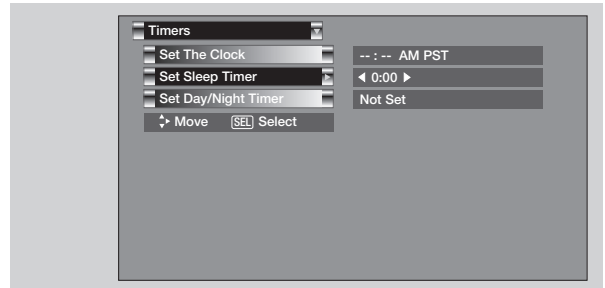 Timers
Set The Clock -- : -- AM PST
Set Sleep Timer 0:00
Set Day/Night Timer Not Set
Move SEL Select